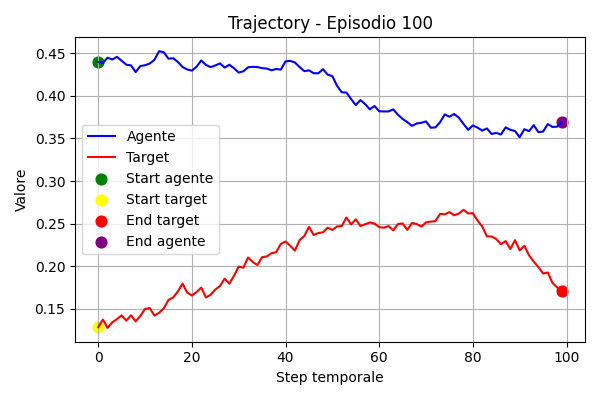 Trajectory - Episodio 100
Valore
0.45
0.40
0.35
0.30
0.25
0.20
0.15
Agente
Target
Start agente
Start target
End target
End agente
0 20 40 60 80 100
Step temporale